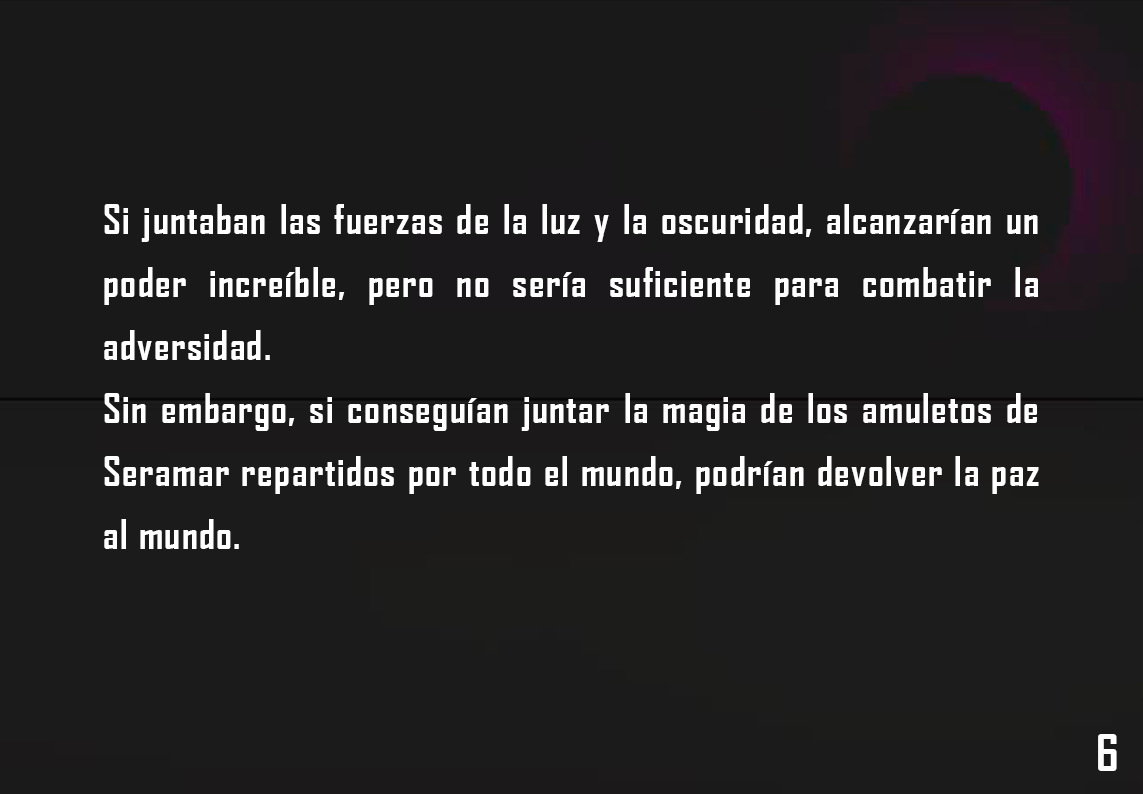 Si juntaban las fuerzas de la luz y la oscuridad, alcanzarían un
poder increíble, pero no sería suficiente para combatir la
adversidad.
Sin embargo, si conseguían juntar la magia de los amuletos de
Seramar repartidos por todo el mundo, podrían devolver la paz
al mundo.
6